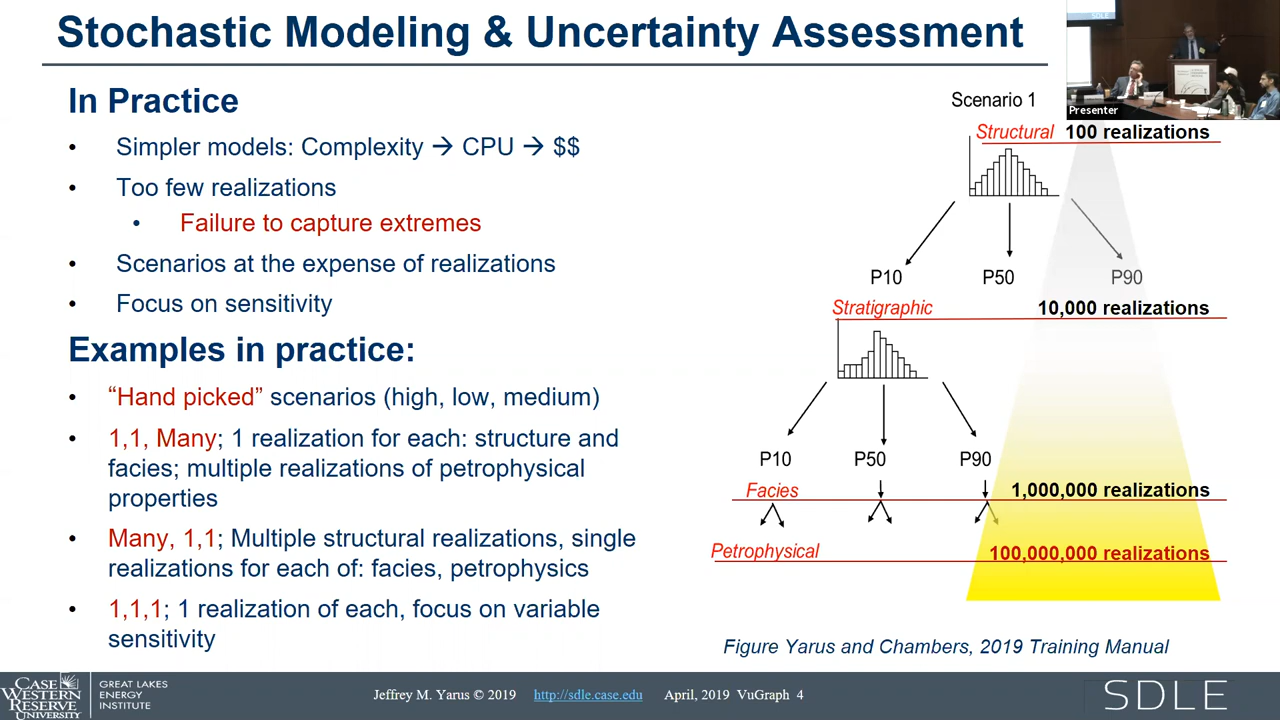 Stochastic Modeling & Uncertainty Assessment
In Practice
• Simpler models: Complexity → CPU → $$
• Too few realizations
• Failure to capture extremes
• Scenarios at the expense of realizations
• Focus on sensitivity
Examples in practice:
• “Hand picked” scenarios (high, low, medium)
• 1,1, Many; 1 realization for each: structure and
facies; multiple realizations of petrophysical
properties
• Many, 1,1; Multiple structural realizations, single
realizations for each of: facies, petrophysics
• 1,1,1; 1 realization of each, focus on variable
sensitivity
SDLE
Presenter
Scenario 1
Structural 100 realizations
P10 P50 P90
Stratigraphic 10,000 realizations
P10 P50 P90
Facies 1,000,000 realizations
Petrophysical 100,000,000 realizations
Figure Yarus and Chambers, 2019 Training Manual
CASE
WESTERN
RESERVE
UNIVERSITY
GREAT LAKES
ENERGY
INSTITUTE
Jeffrey M. Yarus © 2019 http://sdle.case.edu April, 2019 VuGraph 4
SDLE